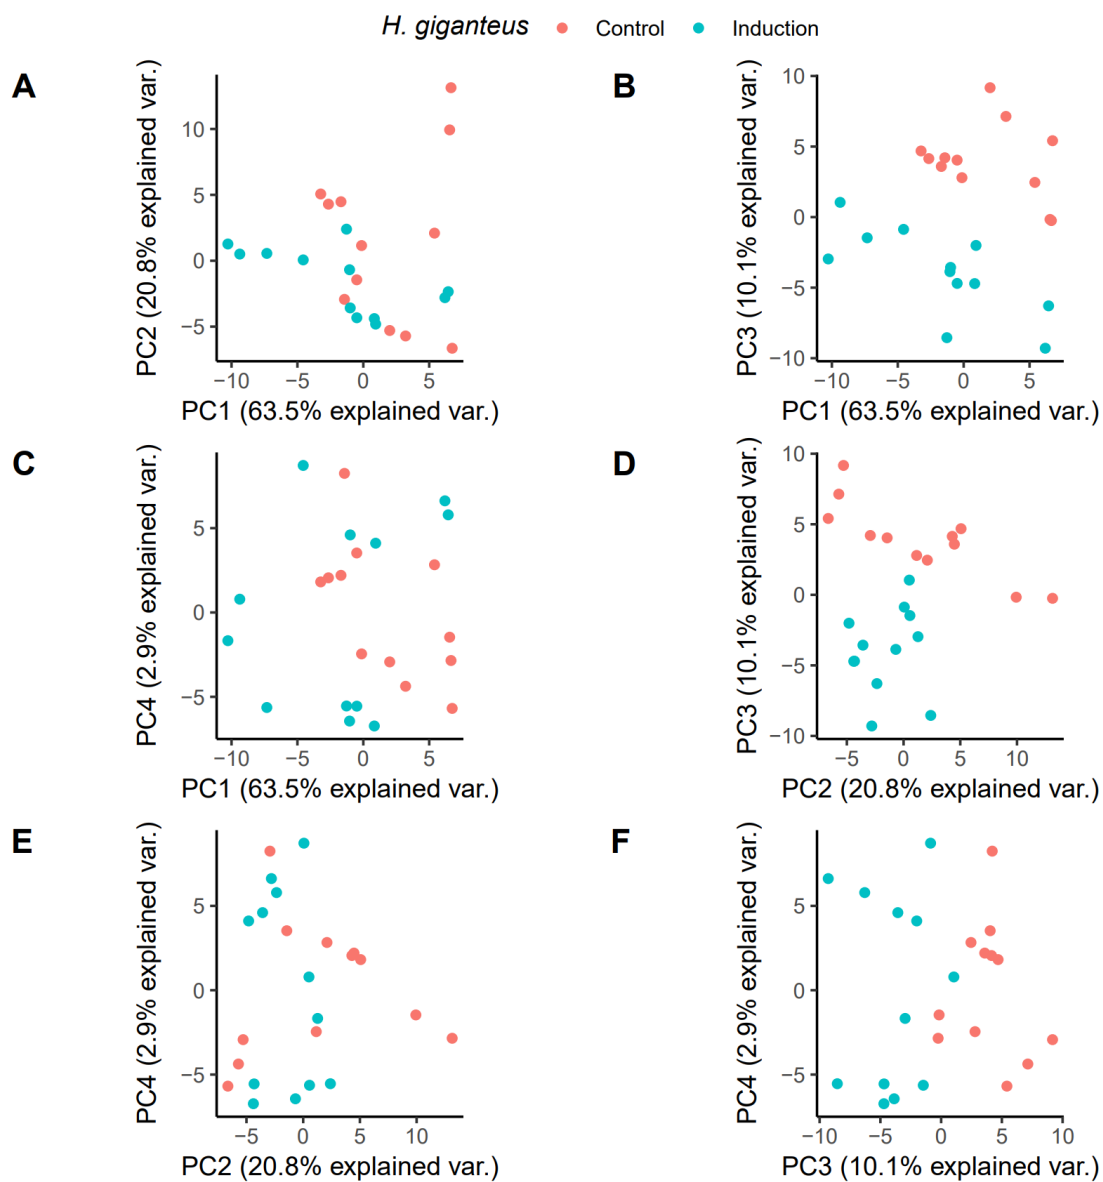 H. giganteus Control Induction
A
PC2 (20.8% explained var.)
10
5
0
−5
−10 −5 0 5
PC1 (63.5% explained var.)
B
PC3 (10.1% explained var.)
10
5
0
−5
−10
−10 −5 0 5
PC1 (63.5% explained var.)
C
PC4 (2.9% explained var.)
5
0
−5
−10 −5 0 5
PC1 (63.5% explained var.)
D
PC3 (10.1% explained var.)
10
5
0
−5
−10
−5 0 5 10
PC2 (20.8% explained var.)
E
PC4 (2.9% explained var.)
5
0
−5
−5 0 5 10
PC2 (20.8% explained var.)
F
PC4 (2.9% explained var.)
5
0
−5
−10 −5 0 5 10
PC3 (10.1% explained var.)